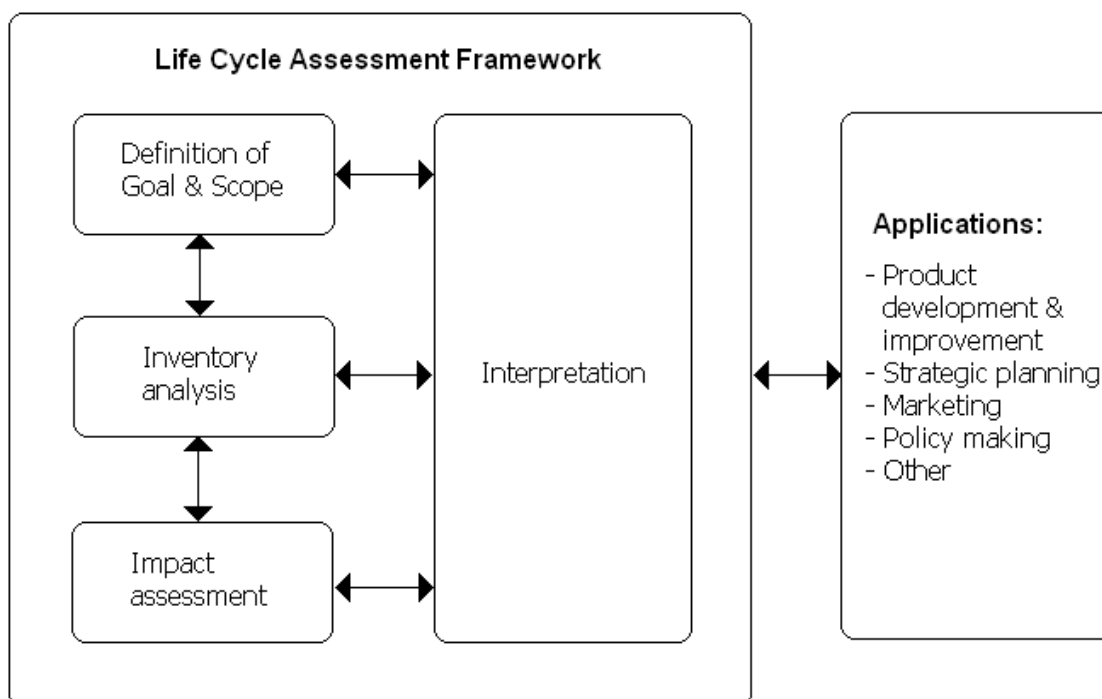 Life Cycle Assessment Framework
Definition of
Goal & Scope
Inventory
analysis
Impact
assessment
Interpretation
Applications:
- Product
development &
improvement
- Strategic planning
- Marketing
- Policy making
- Other